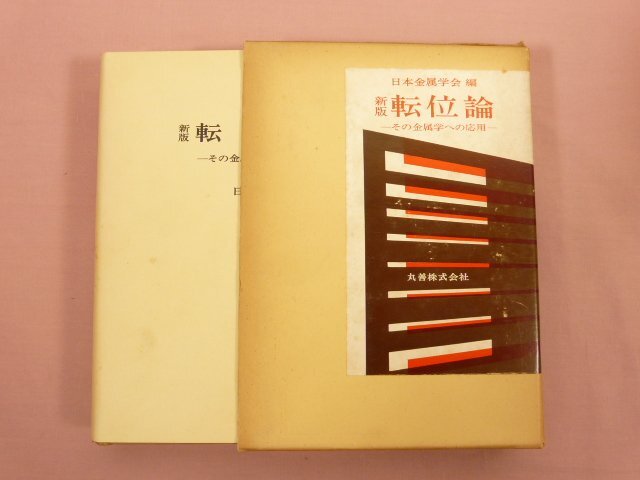 新版 転
―その金
日
日本金属学会 編
新版 転位論
―その金属学への応用―
丸善株式会社